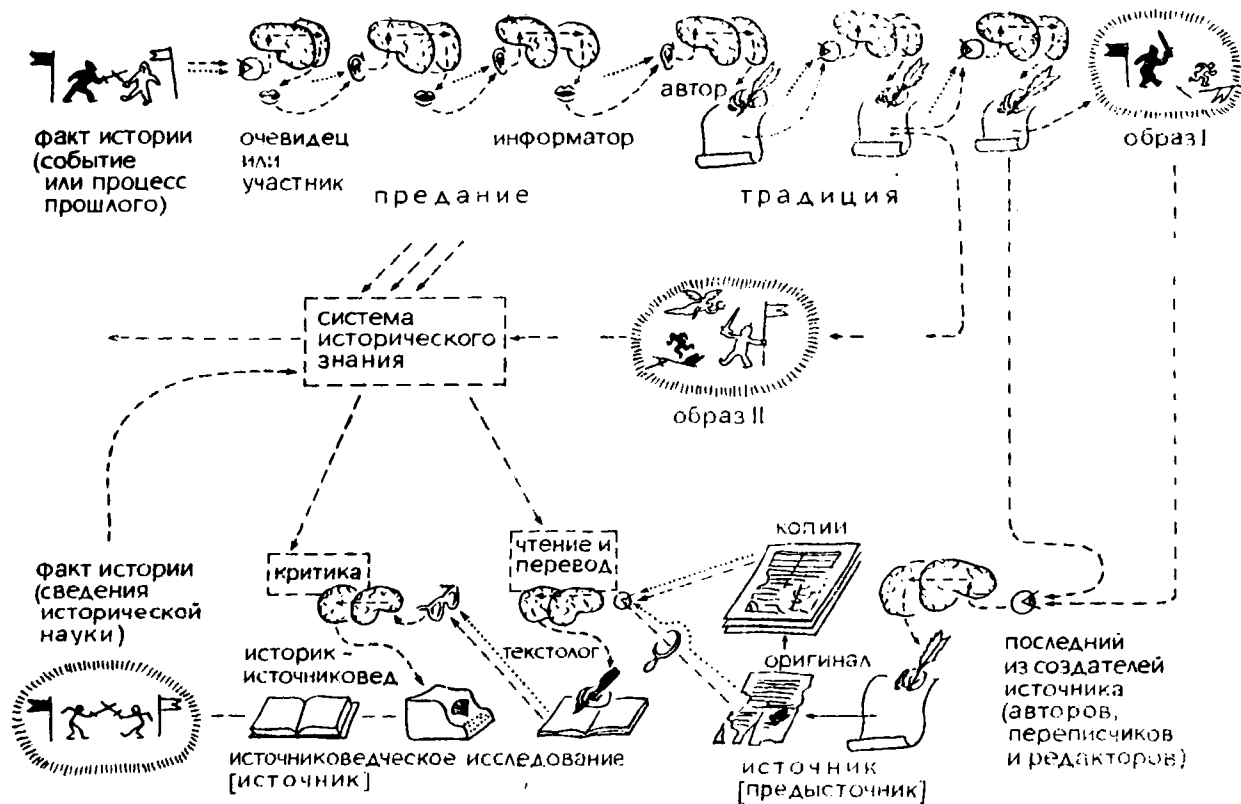 факт истории
(событие
или процесс
прошлого)
очевидец
или
участник
предание
информатор
автор
традиция
образ I
система
исторического
знания
образ II
факт истории
(сведения
исторической
науки)
критика
историк -
источниковед
источниковедческое исследование
[источник]
чтение и
перевод
текстолог
копии
оригинал
источник
[предысточник]
последний
из создателей
источника
(авторов,
переписчиков
и редакторов)